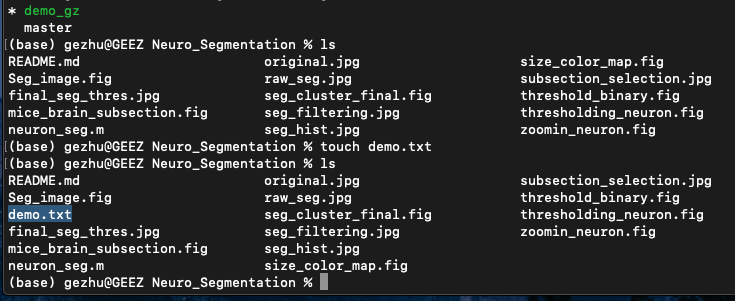 * demo_gz
master
(base) gezhu@GEEZ Neuro_Segmentation % ls
README.md original.jpg size_color_map.fig
Seg_image.fig raw_seg.jpg subsection_selection.jpg
final_seg_thres.jpg seg_cluster_final.fig threshold_binary.fig
mice_brain_subsection.fig seg_filtering.jpg thresholding_neuron.fig
neuron_seg.m seg_hist.jpg zoomin_neuron.fig
(base) gezhu@GEEZ Neuro_Segmentation % touch demo.txt
(base) gezhu@GEEZ Neuro_Segmentation % ls
README.md original.jpg subsection_selection.jpg
Seg_image.fig raw_seg.jpg threshold_binary.fig
demo.txt seg_cluster_final.fig thresholding_neuron.fig
final_seg_thres.jpg seg_filtering.jpg zoomin_neuron.fig
mice_brain_subsection.fig seg_hist.jpg
neuron_seg.m size_color_map.fig
(base) gezhu@GEEZ Neuro_Segmentation %